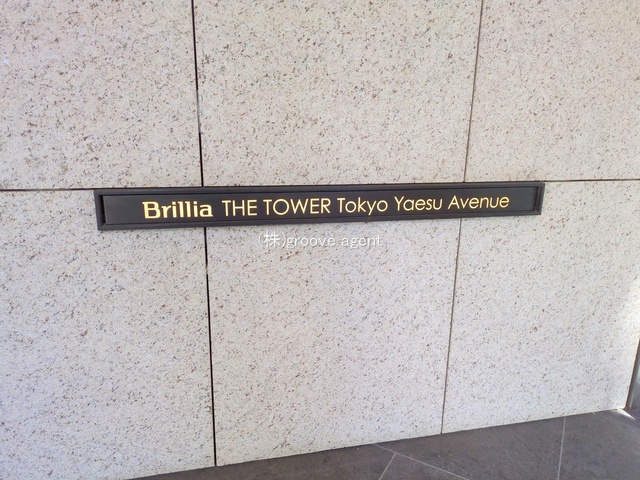 Brillia THE TOWER Tokyo Yaesu Avenue
(株)groove agent